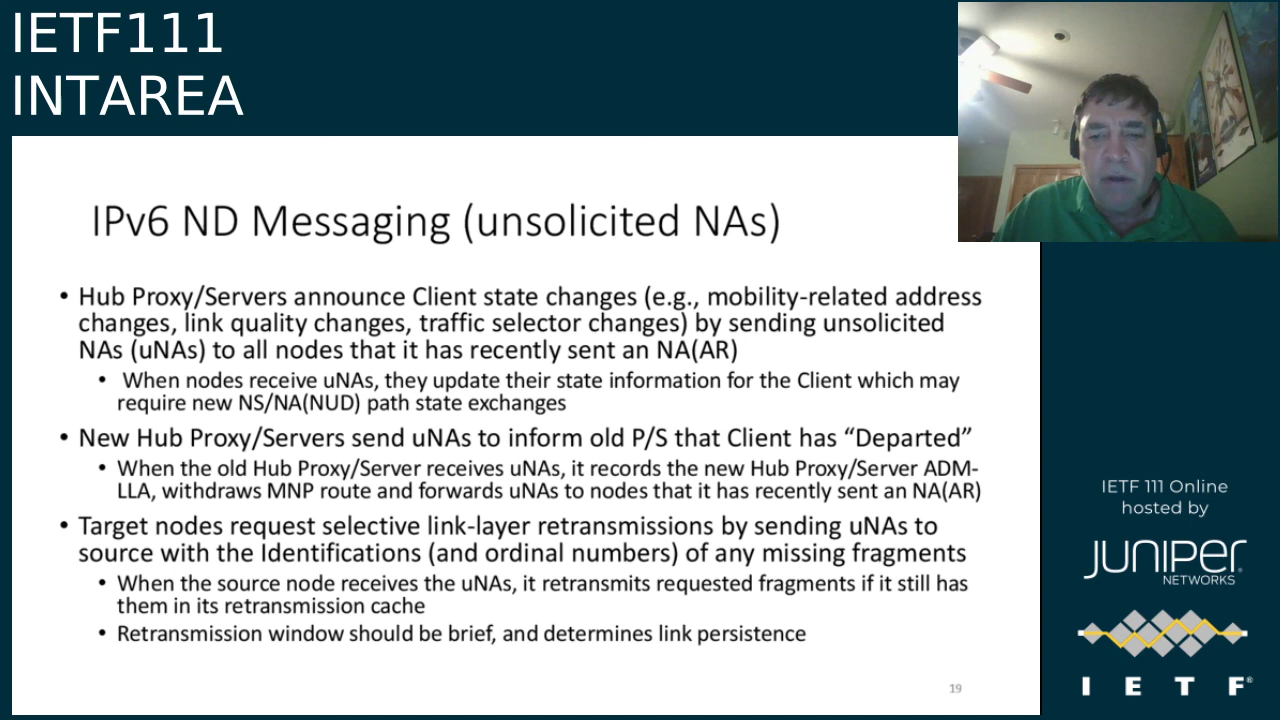 IETF111
INTAREA
IPv6 ND Messaging (unsolicited NAs)
• Hub Proxy/Servers announce Client state changes (e.g., mobility-related address
changes, link quality changes, traffic selector changes) by sending unsolicited
NAs (uNAs) to all nodes that it has recently sent an NA(AR)
• When nodes receive uNAs, they update their state information for the Client which may
require new NS/NA(NUD) path state exchanges
• New Hub Proxy/Servers send uNAs to inform old P/S that Client has “Departed”
• When the old Hub Proxy/Server receives uNAs, it records the new Hub Proxy/Server ADM-
LLA, withdraws MNP route and forwards uNAs to nodes that it has recently sent an NA(AR)
• Target nodes request selective link-layer retransmissions by sending uNAs to
source with the Identifications (and ordinal numbers) of any missing fragments
• When the source node receives the uNAs, it retransmits requested fragments if it still has
them in its retransmission cache
• Retransmission window should be brief, and determines link persistence
19
IETF 111 Online
hosted by
JUNIPER
NETWORKS
I E T F®